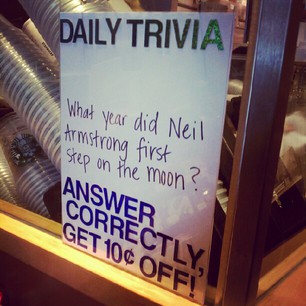 DAILY TRIVIA
What year did Neil
Armstrong first
step on the moon?
ANSWER
CORRECTLY,
GET 10¢ OFF!